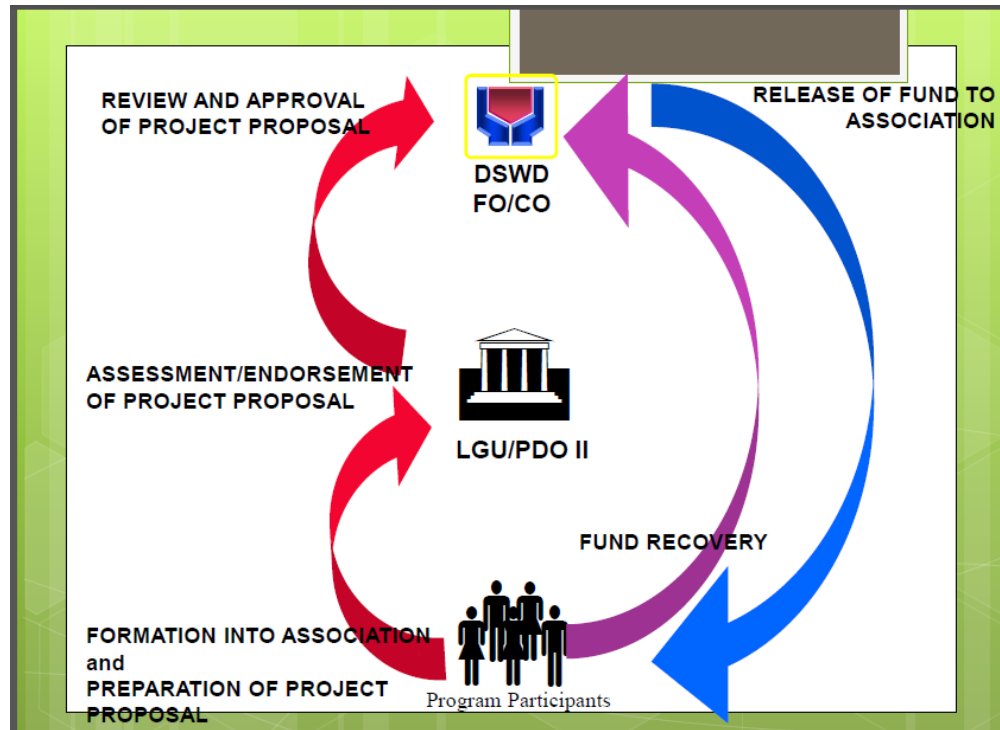 REVIEW AND APPROVAL
OF PROJECT PROPOSAL
RELEASE OF FUND TO
ASSOCIATION
DSWD
FO/CO
ASSESSMENT/ENDORSEMENT
OF PROJECT PROPOSAL
LGU/PDO II
FUND RECOVERY
FORMATION INTO ASSOCIATION
and
PREPARATION OF PROJECT
PROPOSAL
Program Participants